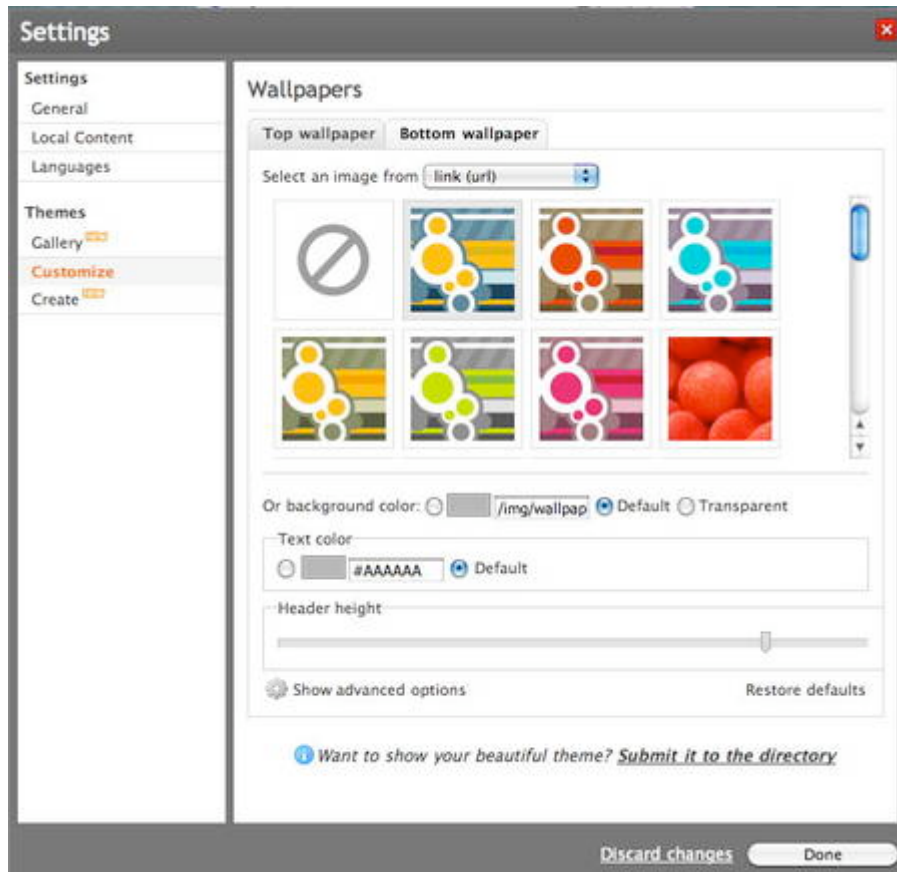 Settings
Settings
General
Local Content
Languages
Themes
Gallery
Customize
Create
Wallpapers
Top wallpaper Bottom wallpaper
Select an image from link (url)
Or background color: /img/wallpap Default Transparent
Text color
#AAAAAA Default
Header height
Show advanced options Restore defaults
Want to show your beautiful theme? Submit it to the directory
Discard changes Done